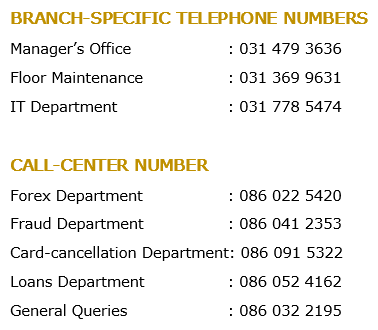 BRANCH-SPECIFIC TELEPHONE NUMBERS
Manager’s Office : 031 479 3636
Floor Maintenance : 031 369 9631
IT Department : 031 778 5474
CALL-CENTER NUMBER
Forex Department : 086 022 5420
Fraud Department : 086 041 2353
Card-cancellation Department: 086 091 5322
Loans Department : 086 052 4162
General Queries : 086 032 2195